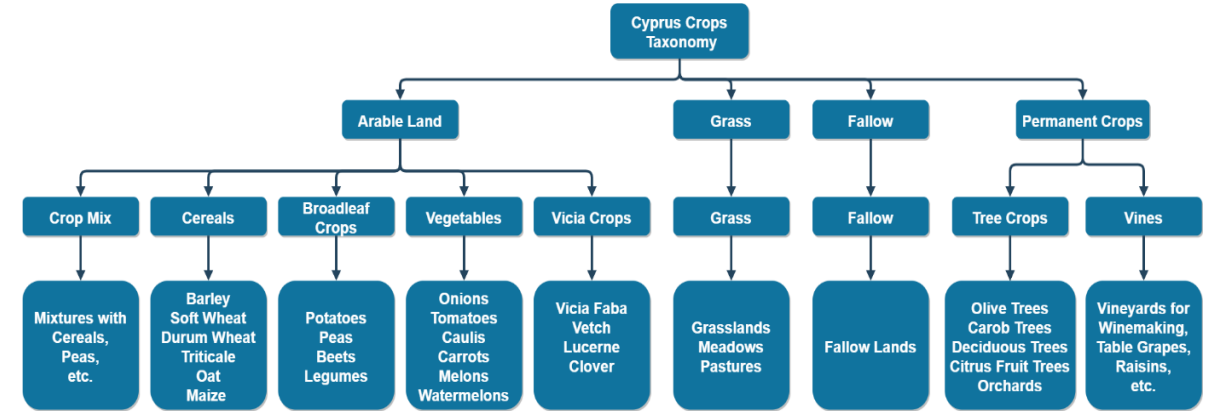 Cyprus Crops
Taxonomy
Arable Land
Grass
Fallow
Permanent Crops
Crop Mix
Cereals
Broadleaf
Crops
Vegetables
Vicia Crops
Grass
Fallow
Tree Crops
Vines
Mixtures with
Cereals,
Peas,
etc.
Barley
Soft Wheat
Durum Wheat
Triticale
Oat
Maize
Potatoes
Peas
Beets
Legumes
Onions
Tomatoes
Caulis
Carrots
Melons
Watermelons
Vicia Faba
Vetch
Lucerne
Clover
Grasslands
Meadows
Pastures
Fallow Lands
Olive Trees
Carob Trees
Deciduous Trees
Citrus Fruit Trees
Orchards
Vineyards for
Winemaking,
Table Grapes,
Raisins,
etc.